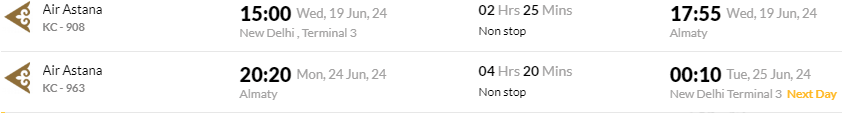 Air Astana
KC - 908
15:00 Wed, 19 Jun, 24
New Delhi , Terminal 3
02 Hrs 25 Mins
Non stop
17:55 Wed, 19 Jun, 24
Almaty
Air Astana
KC - 963
20:20 Mon, 24 Jun, 24
Almaty
04 Hrs 20 Mins
Non stop
00:10 Tue, 25 Jun, 24
New Delhi Terminal 3 Next Day